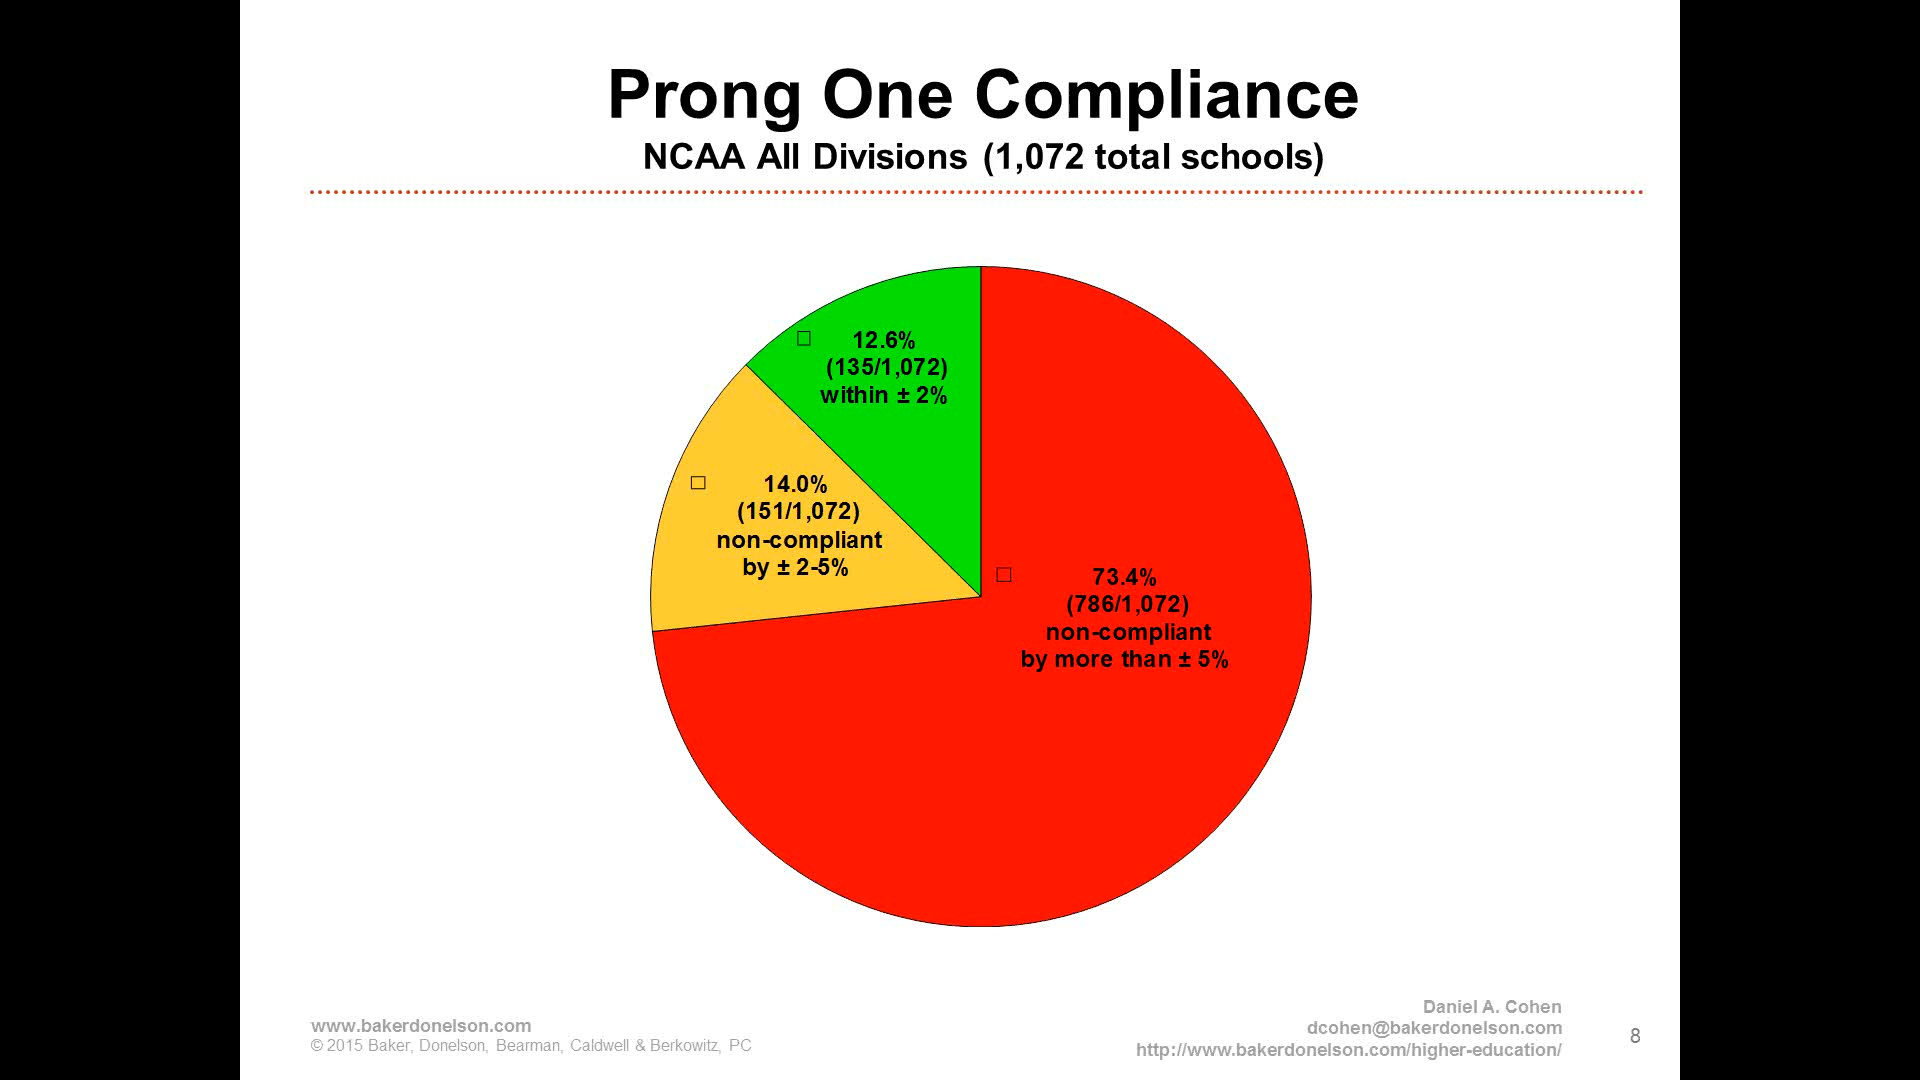 Prong One Compliance
NCAA All Divisions (1,072 total schools)
12.6%
(135/1,072)
within ± 2%
14.0%
(151/1,072)
non-compliant
by ± 2-5%
73.4%
(786/1,072)
non-compliant
by more than ± 5%
www.bakerdonelson.com
© 2015 Baker, Donelson, Bearman, Caldwell & Berkowitz, PC
Daniel A. Cohen
dcohen@bakerdonelson.com
http://www.bakerdonelson.com/higher-education/
8